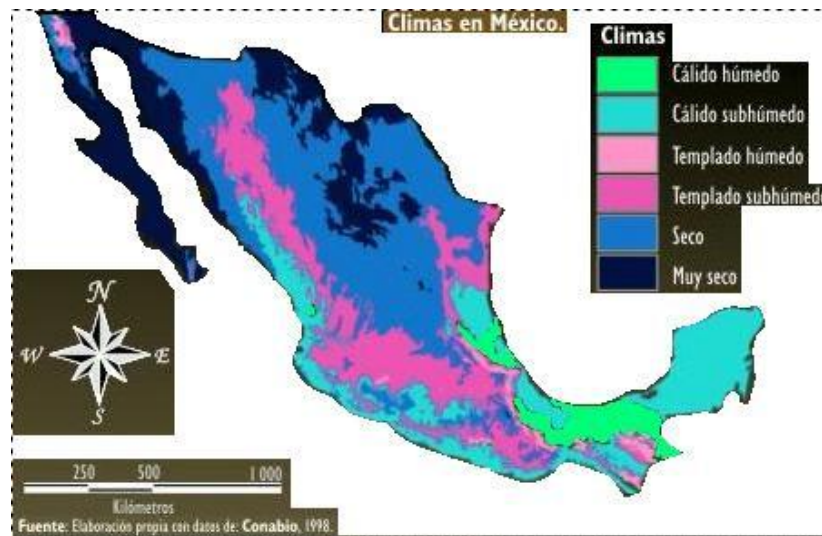 Climas en México.
Climas
Cálido húmedo
Cálido subhúmedo
Templado húmedo
Templado subhúmedo
Seco
Muy seco
N
W E
S
250 500 1 000
Kilómetros
Fuente: Elaboración propia con datos de: Conabio, 1998.